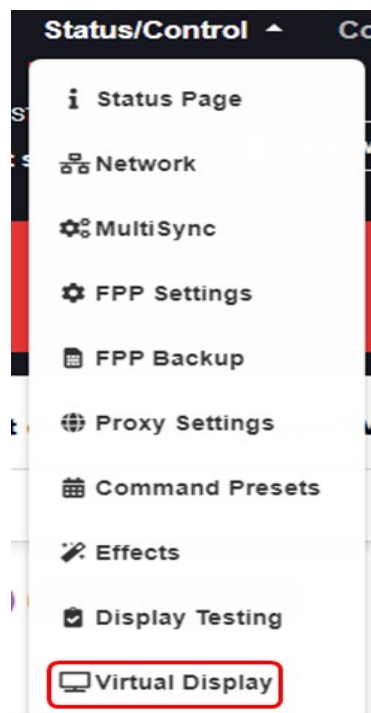 Status/Control
Status Page
Network
MultiSync
FPP Settings
FPP Backup
Proxy Settings
Command Presets
Effects
Display Testing
Virtual Display